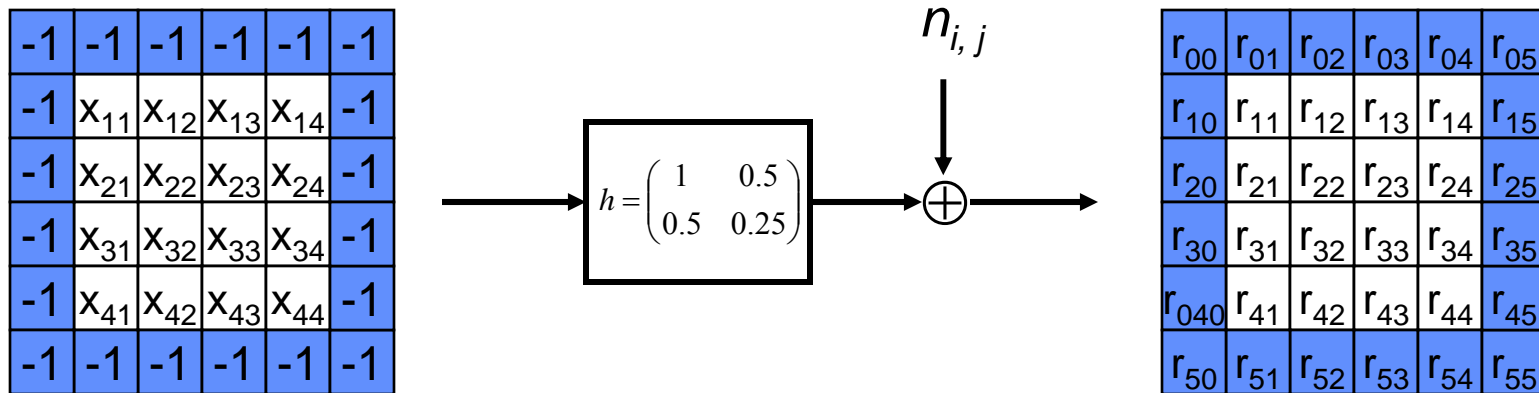 -1 -1 -1 -1 -1 -1
-1 x11 x12 x13 x14 -1
-1 x21 x22 x23 x24 -1
-1 x31 x32 x33 x34 -1
-1 x41 x42 x43 x44 -1
-1 -1 -1 -1 -1 -1
h = ( 1 0.5
0.5 0.25 )
n i, j
r00 r01 r02 r03 r04 r05
r10 r11 r12 r13 r14 r15
r20 r21 r22 r23 r24 r25
r30 r31 r32 r33 r34 r35
r040 r41 r42 r43 r44 r45
r50 r51 r52 r53 r54 r55